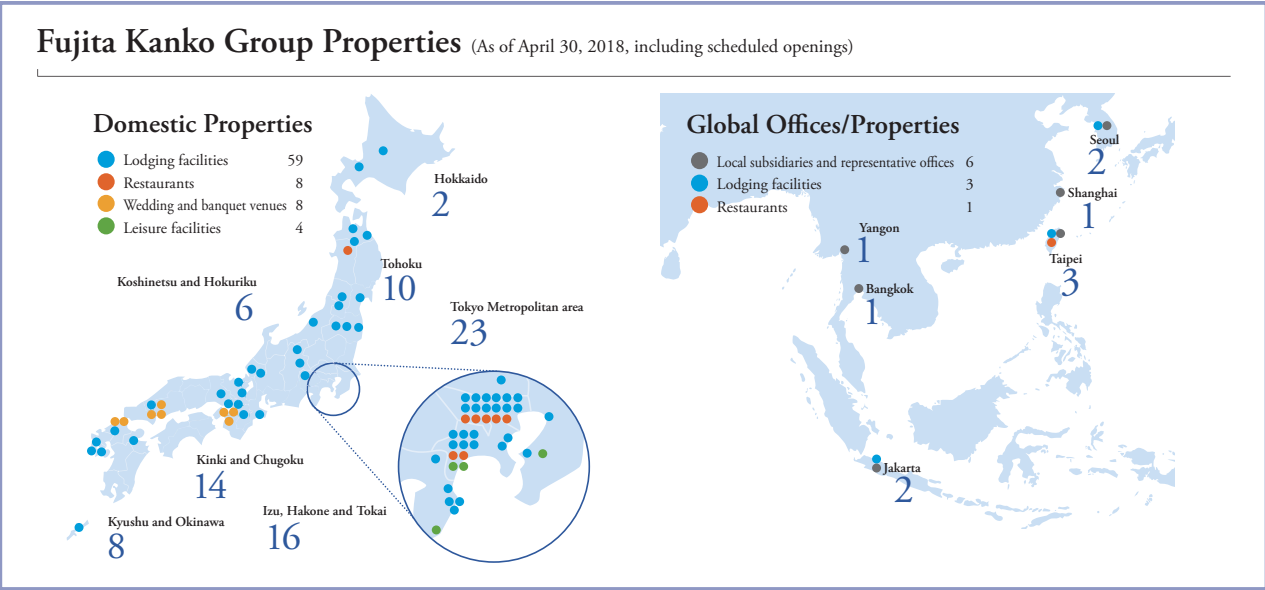 Fujita Kanko Group Properties (As of April 30, 2018, including scheduled openings)
Domestic Properties
Lodging facilities 59
Restaurants 8
Wedding and banquet venues 8
Leisure facilities 4
Hokkaido
2
Tohoku
10
Koshinetsu and Hokuriku
6
Tokyo Metropolitan area
23
Kinki and Chugoku
14
Izu, Hakone and Tokai
16
Kyushu and Okinawa
8
Global Offices/Properties
Local subsidiaries and representative offices 6
Lodging facilities 3
Restaurants 1
Seoul
2
Shanghai
1
Yangon
1
Taipei
3
Bangkok
1
Jakarta
2